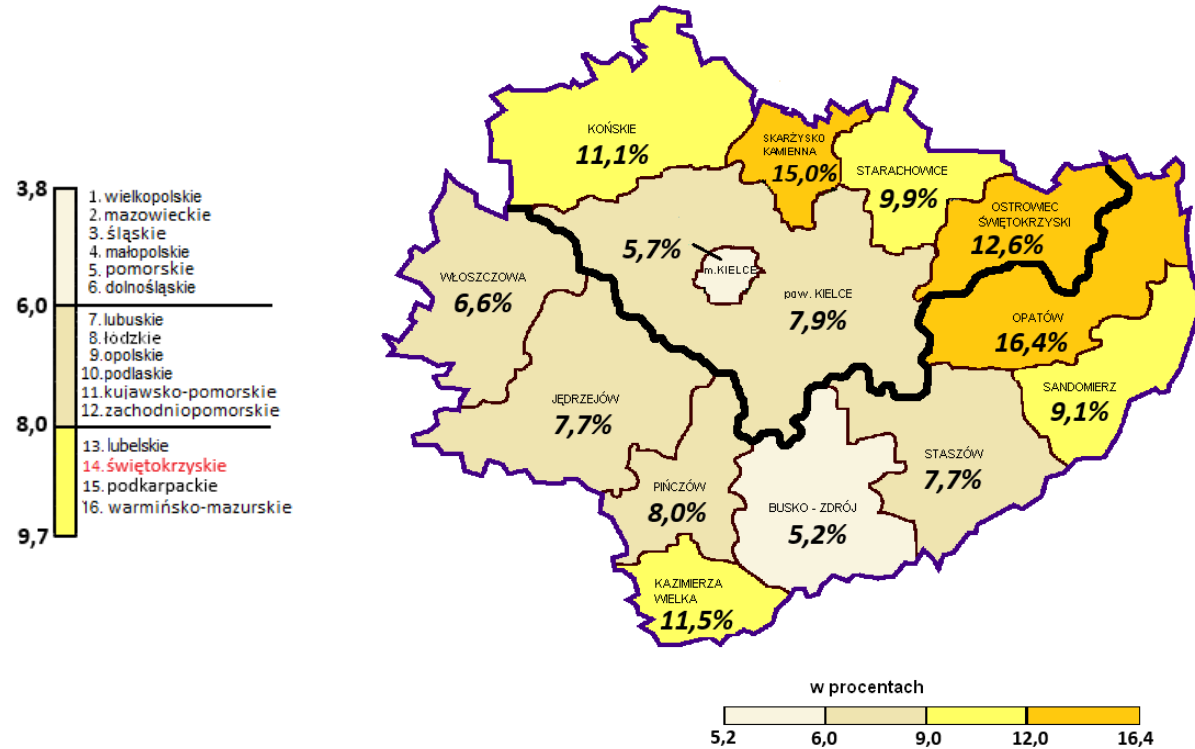 3,8
1. wielkopolskie
2. mazowieckie
3. śląskie
4. małopolskie
5. pomorskie
6. dolnośląskie
6,0
7. lubuskie
8. łódzkie
9. opolskie
10. podlaskie
11. kujawsko-pomorskie
12. zachodniopomorskie
8,0
13. lubelskie
14. świętokrzyskie
15. podkarpackie
16. warmińsko-mazurskie
9,7
KOŃSKIE
11,1%
SKARŻYSKO
KAMIENNA
15,0%
STARACHOWICE
9,9%
OSTROWIEC
ŚWIĘTOKRZYSKI
12,6%
5,7%
m.KIELCE
WŁOSZCZOWA
6,6%
pow. KIELCE
7,9%
OPATÓW
16,4%
JĘDRZEJÓW
7,7%
SANDOMIERZ
9,1%
STASZÓW
7,7%
PIŃCZÓW
8,0%
BUSKO - ZDRÓJ
5,2%
KAZIMIERZA
WIELKA
11,5%
w procentach
5,2 6,0 9,0 12,0 16,4